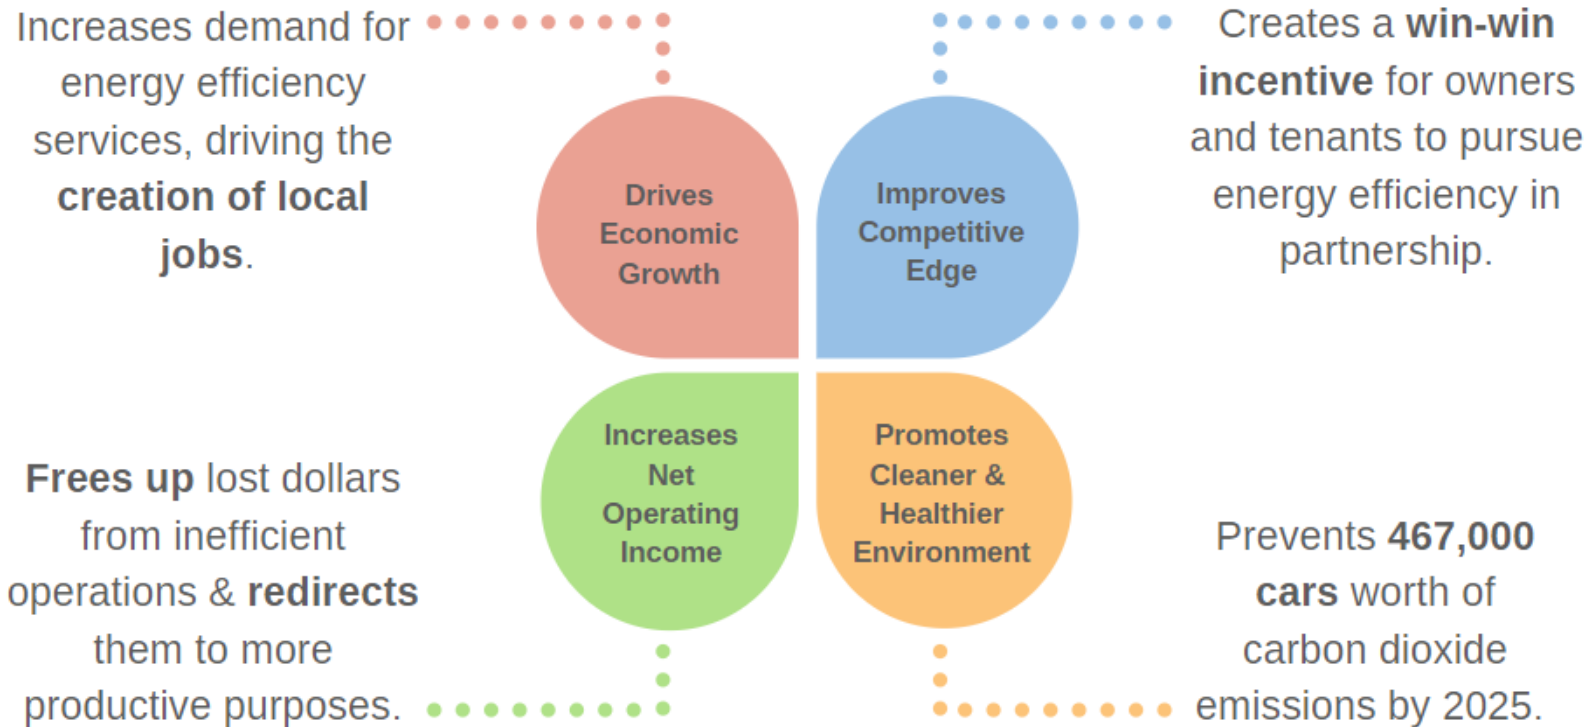 Increases demand for
energy efficiency
services, driving the
creation of local
jobs.
Drives
Economic
Growth
Improves
Competitive
Edge
Creates a win-win
incentive for owners
and tenants to pursue
energy efficiency in
partnership.
Frees up lost dollars
from inefficient
operations & redirects
them to more
productive purposes.
Increases
Net
Operating
Income
Promotes
Cleaner &
Healthier
Environment
Prevents 467,000
cars worth of
carbon dioxide
emissions by 2025.